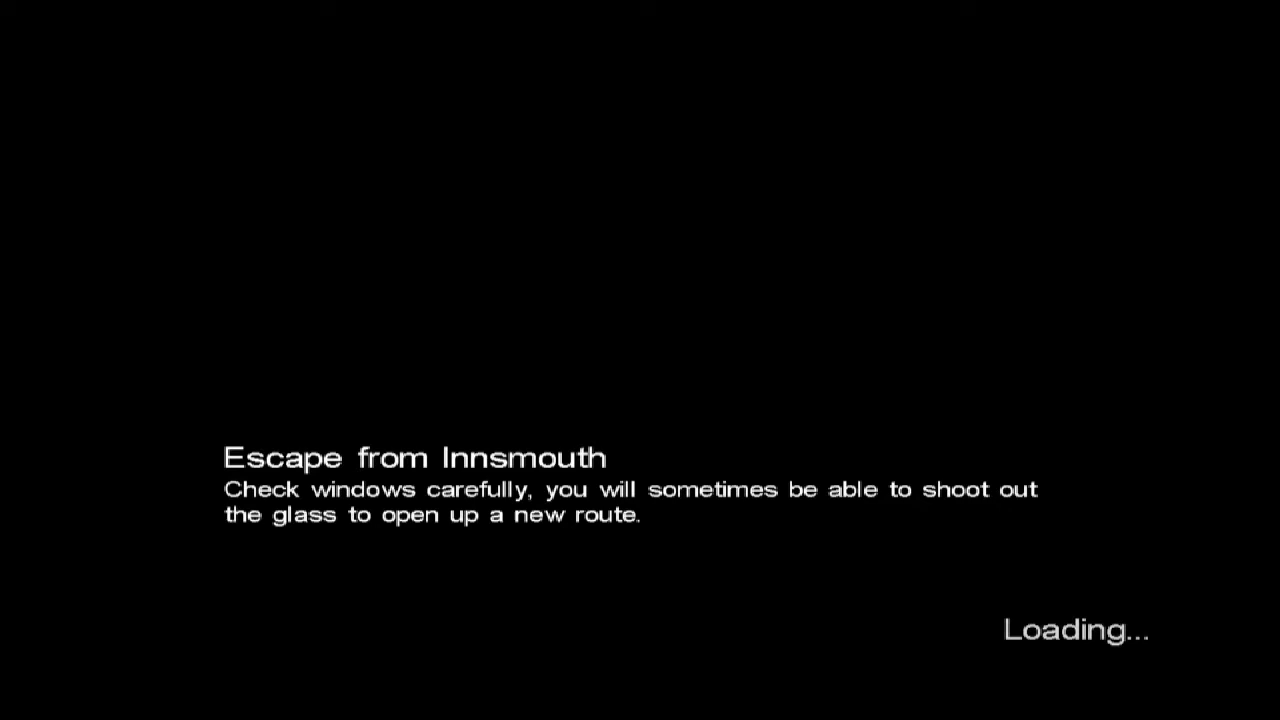 Escape from Innsmouth
Check windows carefully, you will sometimes be able to shoot out
the glass to open up a new route.
Loading...